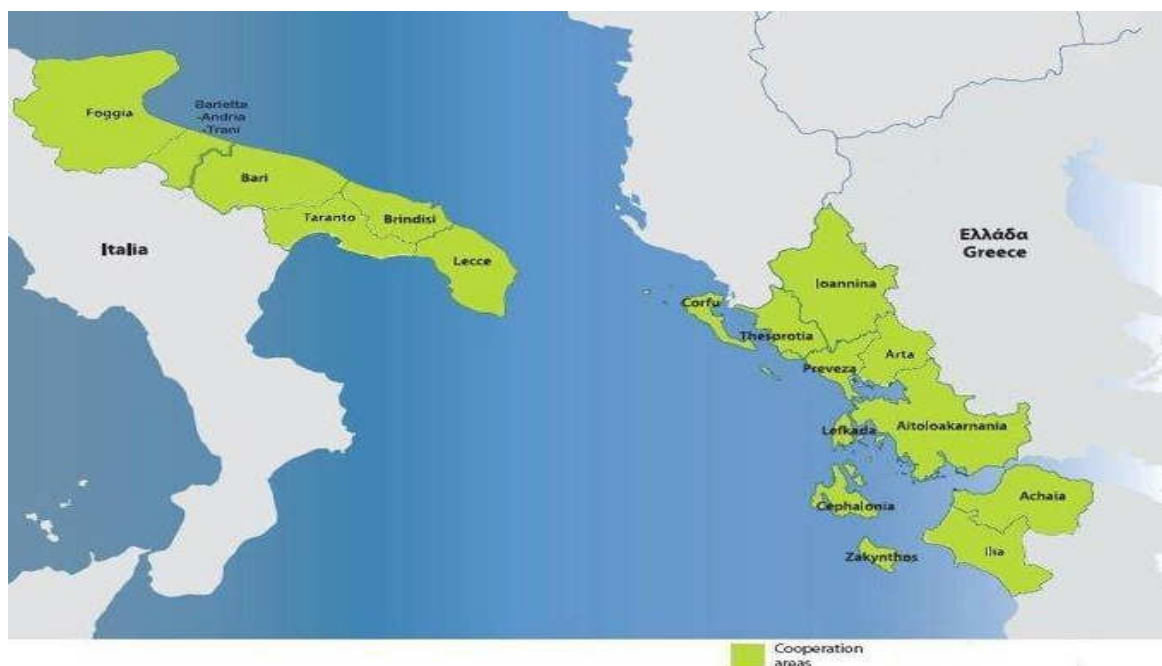 Foggia
Barletta
-Andria
-Trani
Bari
Taranto
Brindisi
Lecce
Italia
Ελλάδα
Greece
Ioannina
Corfu
Thesprotia
Arta
Preveza
Lefkada
Aitoloakarnania
Cephalonia
Achaia
Zakynthos
Ilia
Cooperation
areas